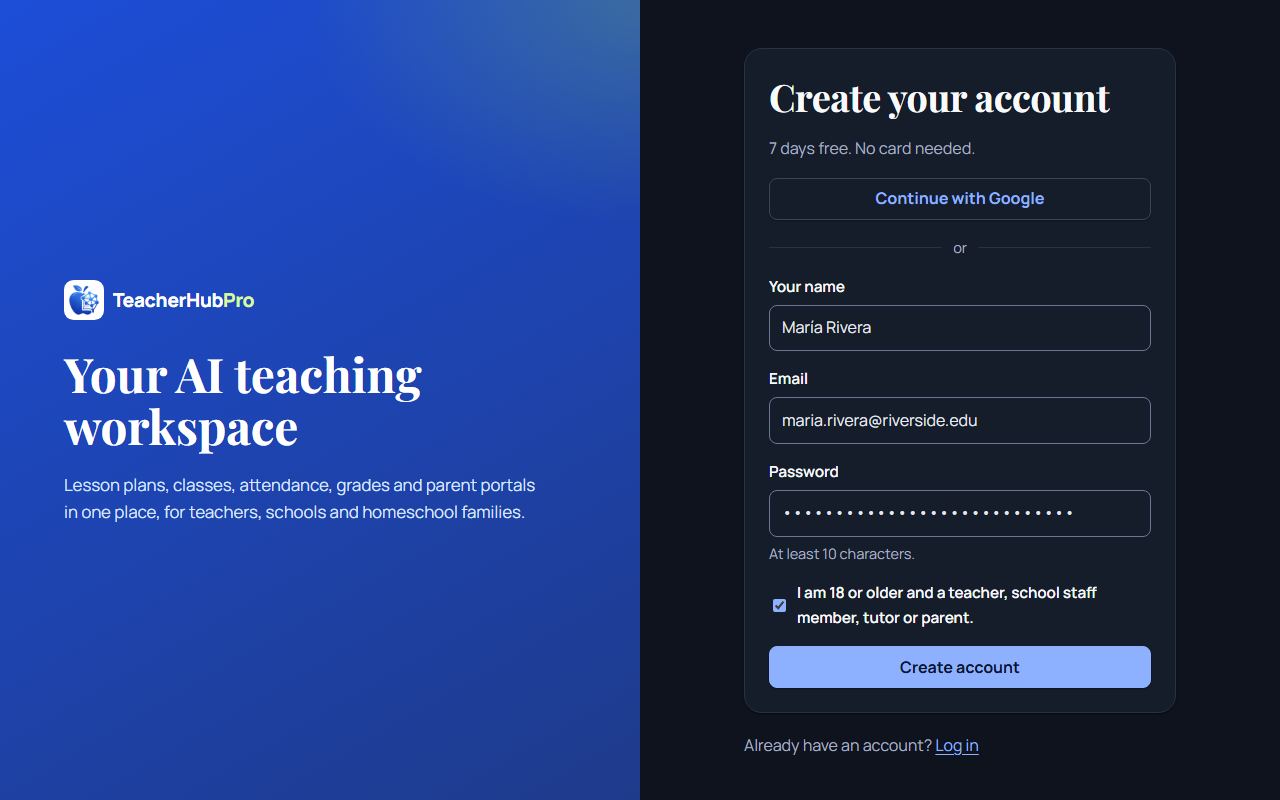 TeacherHubPro
Your AI teaching
workspace
Lesson plans, classes, attendance, grades and parent portals
in one place, for teachers, schools and homeschool families.
Create your account
7 days free. No card needed.
Continue with Google
or
Your name
María Rivera
Email
maria.rivera@riverside.edu
Password
••••••••••••••••••••••••••••
At least 10 characters.
I am 18 or older and a teacher, school staff
member, tutor or parent.
Create account
Already have an account? Log in